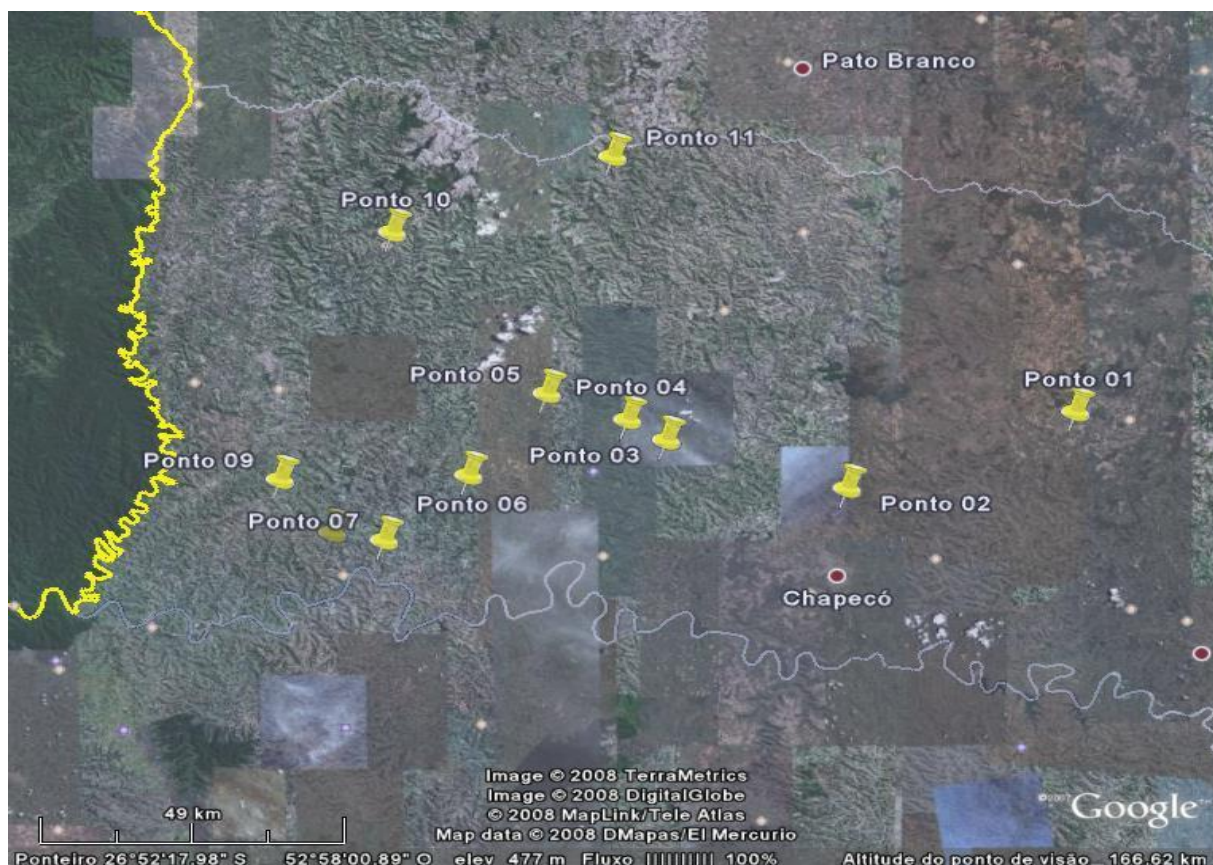 Pato Branco
Ponto 11
Ponto 10
Ponto 05
Ponto 04
Ponto 01
Ponto 09
Ponto 03
Ponto 06
Ponto 02
Ponto 07
Chapecó
Image © 2008 TerraMetrics
Image © 2008 DigitalGlobe
© 2008 MapLink/Tele Atlas
Map data © 2008 DMapas/El Mercurio
©2007 Google
49 km
Ponteiro 26°52'17.98" S 52°58'00.89" O elev 477 m Fluxo |||||||||| 100% Altitude do ponto de visão 166.62 km